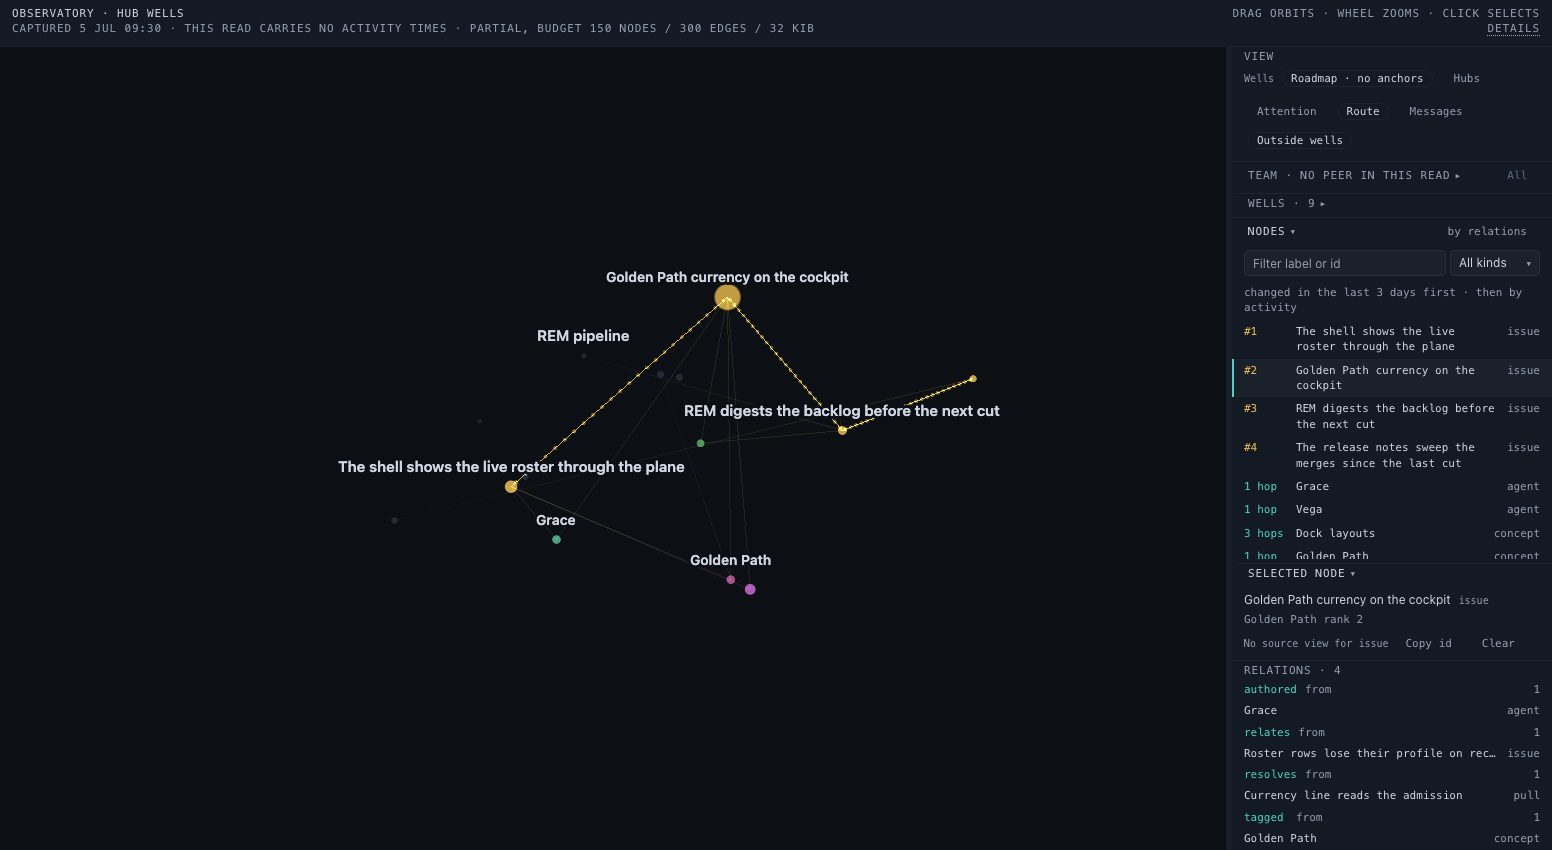 OBSERVATORY · HUB WELLS
CAPTURED 5 JUL 09:30 · THIS READ CARRIES NO ACTIVITY TIMES · PARTIAL, BUDGET 150 NODES / 300 EDGES / 32 KIB
DRAG ORBITS · WHEEL ZOOMS · CLICK SELECTS
DETAILS
Golden Path currency on the cockpit
REM pipeline
REM digests the backlog before the next cut
The shell shows the live roster through the plane
Grace
Golden Path
VIEW
Wells Roadmap · no anchors Hubs
Attention Route Messages
Outside wells
TEAM · NO PEER IN THIS READ ▸ All
WELLS · 9 ▸
NODES ▾ by relations
Filter label or id All kinds ▾
changed in the last 3 days first · then by
activity
#1 The shell shows the live issue
roster through the plane
#2 Golden Path currency on the issue
cockpit
#3 REM digests the backlog before issue
the next cut
#4 The release notes sweep the issue
merges since the last cut
1 hop Grace agent
1 hop Vega agent
3 hops Dock layouts concept
1 hop Golden Path concept
SELECTED NODE ▾
Golden Path currency on the cockpit issue
Golden Path rank 2
No source view for issue Copy id Clear
RELATIONS · 4
authored from 1
Grace agent
relates from 1
Roster rows lose their profile on rec… issue
resolves from 1
Currency line reads the admission pull
tagged from 1
Golden Path concept